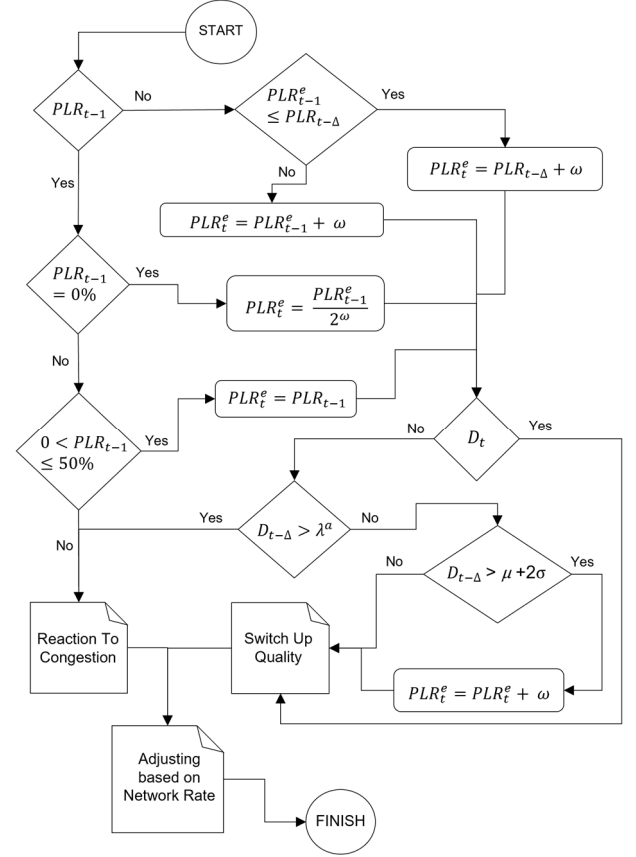 START
PLR_{t−1}
No
PLR^e_{t−1}
≤ PLR_{t−Δ}
Yes
No
PLR^e_t = PLR_{t−Δ} + ω
Yes
PLR^e_t = PLR^e_{t−1} + ω
PLR_{t−1}
= 0%
Yes
PLR^e_t = PLR^e_{t−1} / 2^ω
No
PLR^e_t = PLR_{t−1}
0 < PLR_{t−1}
≤ 50%
Yes
No
D_t
Yes
Yes
D_{t−Δ} > λ^a
No
No
No
D_{t−Δ} > μ +2σ
Yes
Reaction To
Congestion
Switch Up
Quality
PLR^e_t = PLR^e_t + ω
Adjusting
based on
Network Rate
FINISH